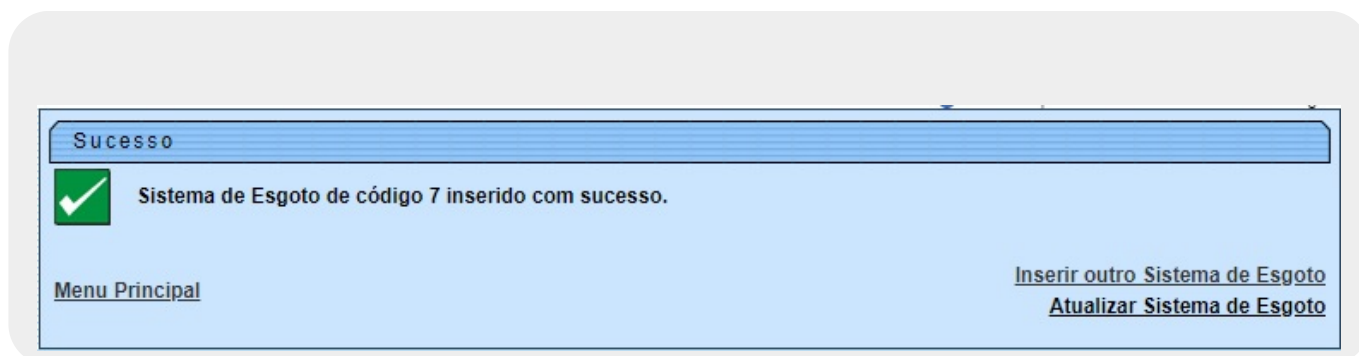 Sucesso
Sistema de Esgoto de código 7 inserido com sucesso.
Inserir outro Sistema de Esgoto
Menu Principal
Atualizar Sistema de Esgoto